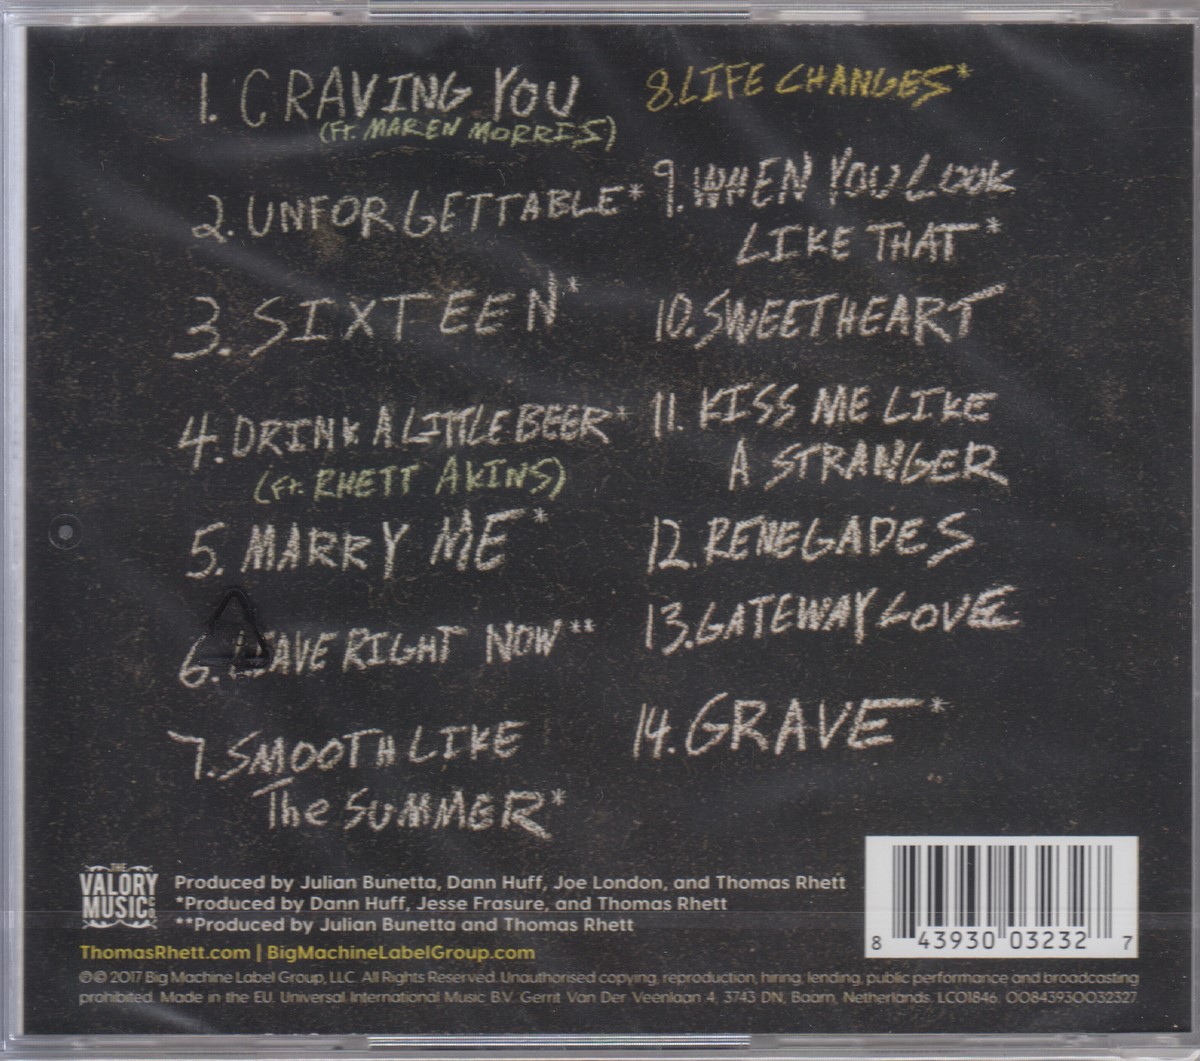 1. CRAVING YOU
(Ft. MAREN MORRIS)
2. UNFORGETTABLE*
3. SIXTEEN*
4. DRINK A LITTLE BEER*
(Ft. RHETT AKINS)
5. MARRY ME*
6. LEAVE RIGHT NOW**
7. SMOOTH LIKE
The SUMMER*
8. LIFE CHANGES*
9. WHEN YOU LOOK
LIKE THAT*
10. SWEETHEART
11. KISS ME LIKE
A STRANGER
12. RENEGADES
13. GATEWAY LOVE
14. GRAVE*
THE
VALORY
MUSIC CO.
Produced by Julian Bunetta, Dann Huff, Joe London, and Thomas Rhett
*Produced by Dann Huff, Jesse Frasure, and Thomas Rhett
**Produced by Julian Bunetta and Thomas Rhett
ThomasRhett.com | BigMachineLabelGroup.com
℗© 2017 Big Machine Label Group, LLC. All Rights Reserved. Unauthorised copying, reproduction, hiring, lending, public performance and broadcasting
prohibited. Made in the EU. Universal International Music B.V. Gerrit Van Der Veenlaan 4, 3743 DN, Baarn, Netherlands. LC01846. 00843930032327.
8 43930 03232 7